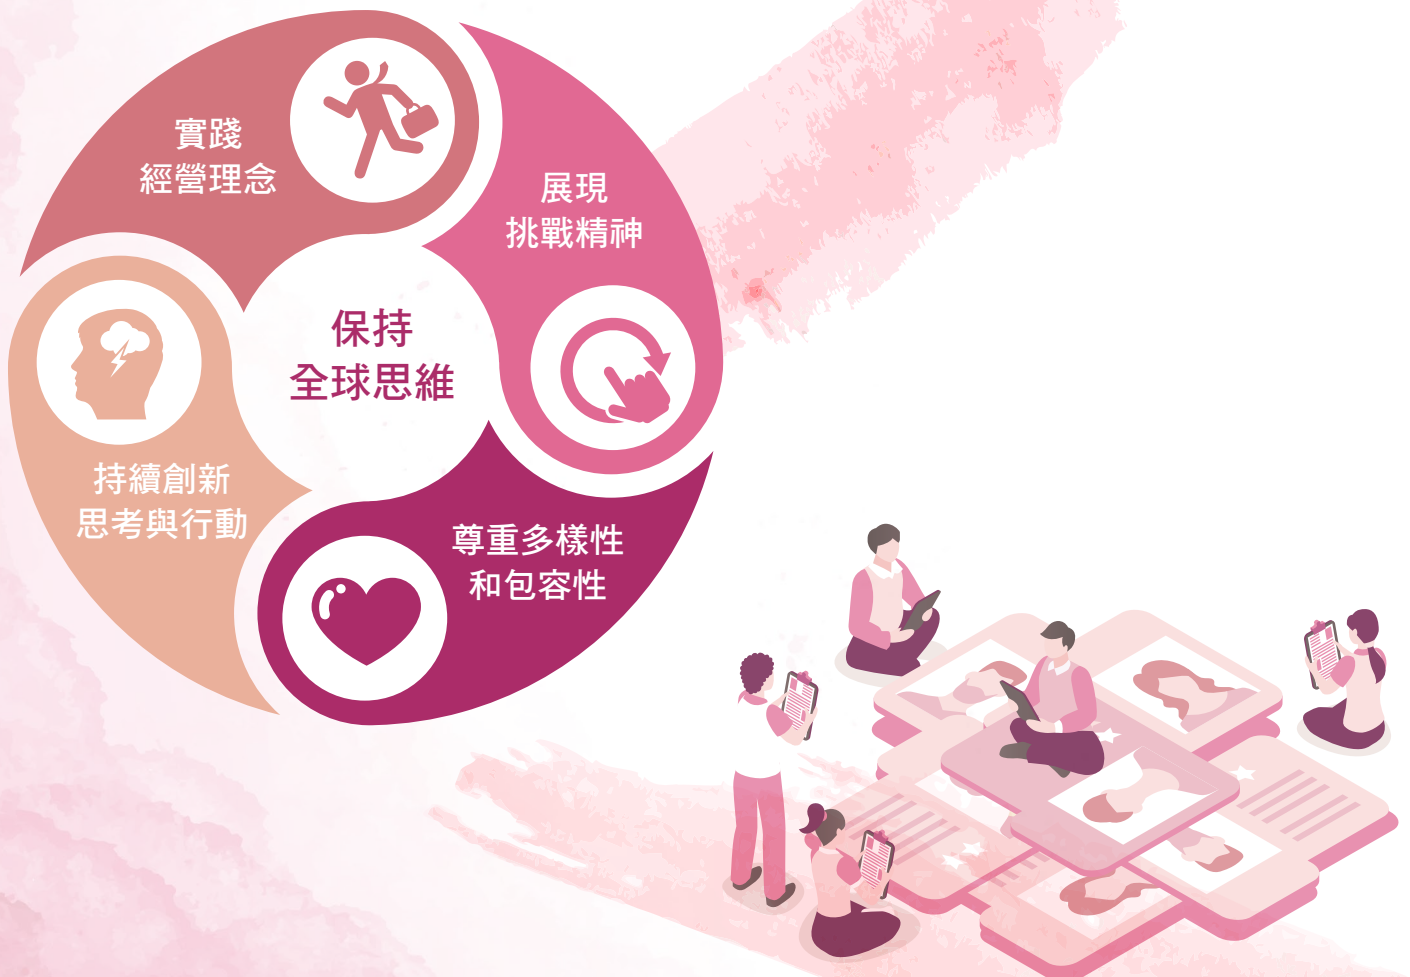 實踐
經營理念
展現
挑戰精神
保持
全球思維
持續創新
思考與行動
尊重多樣性
和包容性